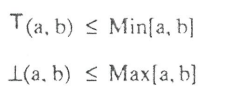 ⊤(a, b) ≤ Min[a, b]
⊥(a, b) ≤ Max[a, b]